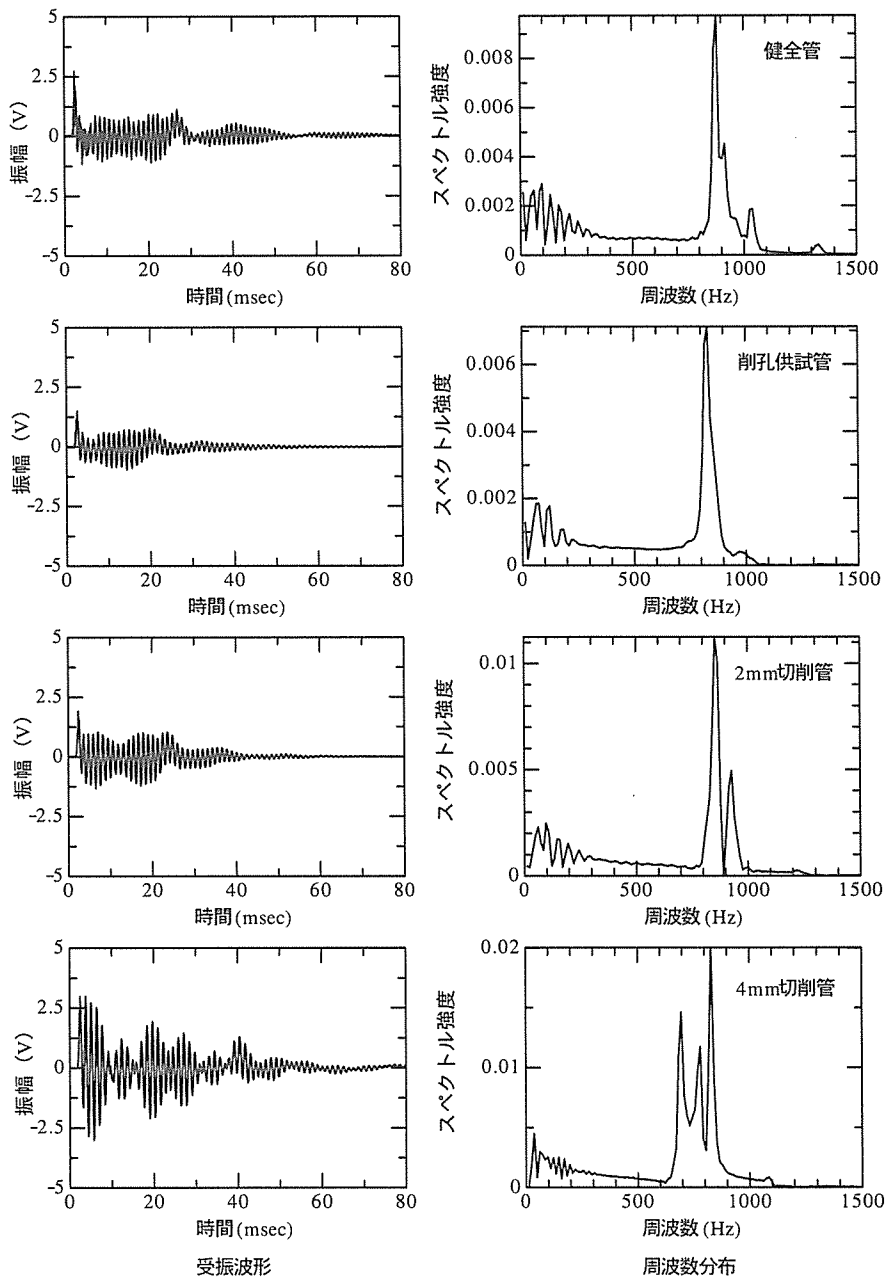 5
2.5
0
-2.5
-5
振幅 (V)
0 20 40 60 80
時間(msec)
0.008
0.006
0.004
0.002
0
スペクトル強度
健全管
0 500 1000 1500
周波数(Hz)
5
2.5
0
-2.5
-5
振幅 (V)
0 20 40 60 80
時間(msec)
0.006
0.004
0.002
0
スペクトル強度
削孔供試管
0 500 1000 1500
周波数(Hz)
5
2.5
0
-2.5
-5
振幅 (V)
0 20 40 60 80
時間(msec)
0.01
0.005
0
スペクトル強度
2mm切削管
0 500 1000 1500
周波数(Hz)
5
2.5
0
-2.5
-5
振幅 (V)
0 20 40 60 80
時間(msec)
0.02
0.01
0
スペクトル強度
4mm切削管
0 500 1000 1500
周波数(Hz)
受振波形
周波数分布